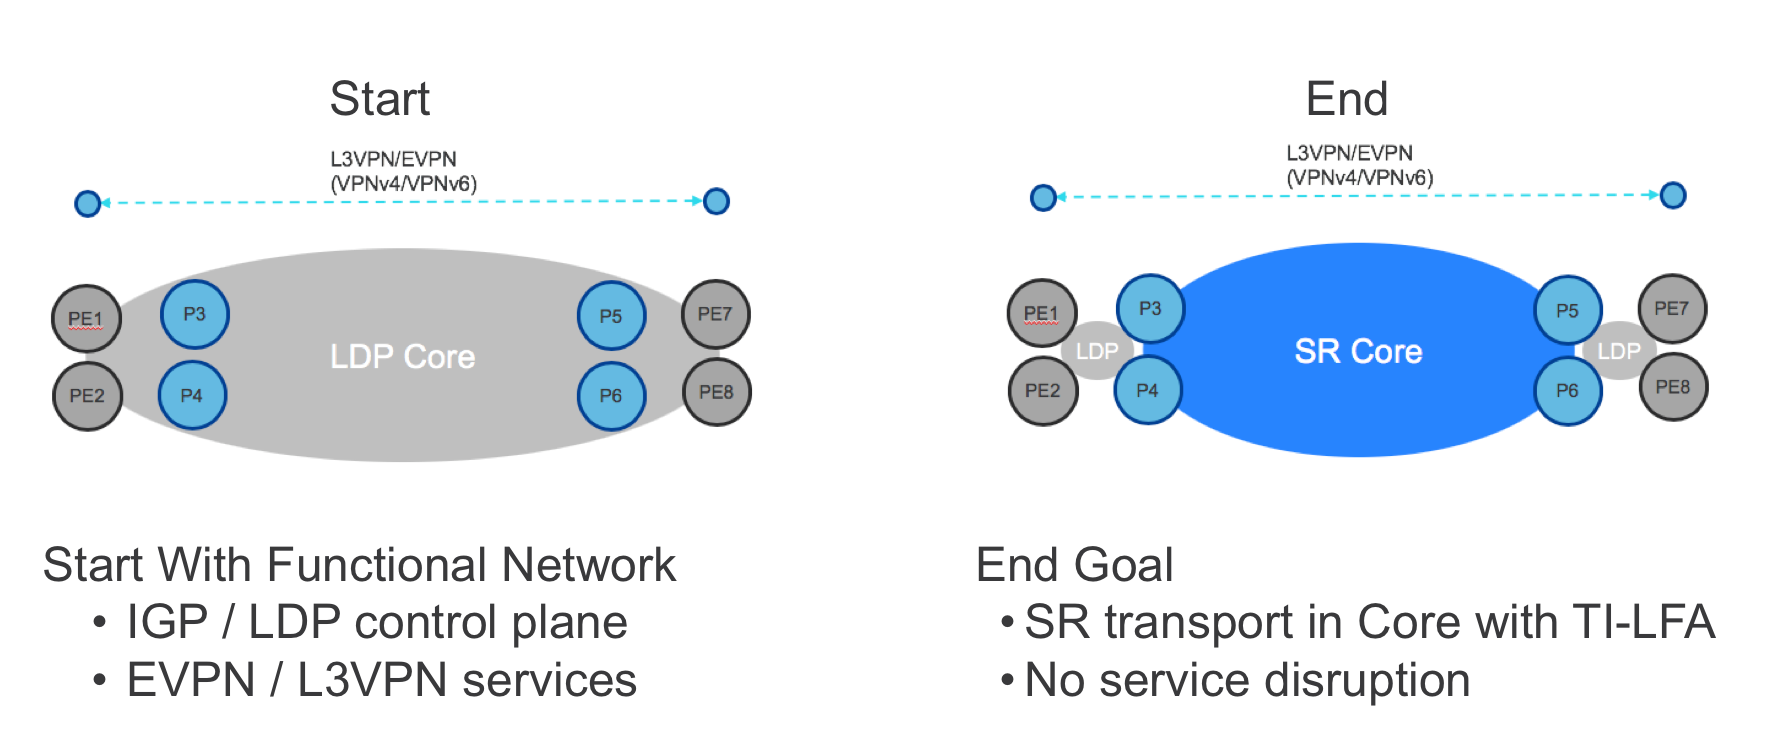 Start
L3VPN/EVPN
(VPNv4/VPNv6)
PE1
P3
P5
PE7
LDP Core
PE2
P4
P6
PE8
Start With Functional Network
• IGP / LDP control plane
• EVPN / L3VPN services
End
L3VPN/EVPN
(VPNv4/VPNv6)
PE1
P3
P5
PE7
LDP
SR Core
LDP
PE2
P4
P6
PE8
End Goal
• SR transport in Core with TI-LFA
• No service disruption